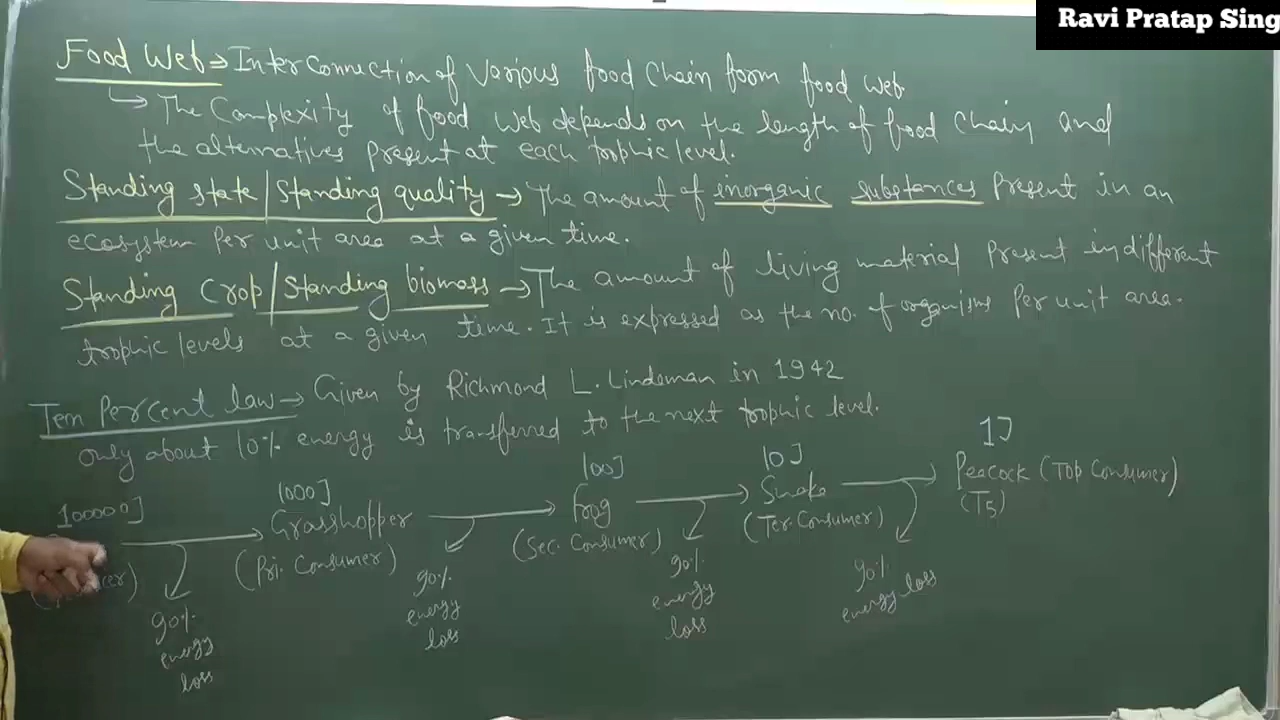 Ravi Pratap Sing
Food Web ⇒ Interconnection of various food chain form food web.
↳ The Complexity of food web depends on the length of food chain and
the alternatives present at each trophic level.
Standing state/Standing quality → The amount of inorganic substances present in an
ecosystem per unit area at a given time.
Standing Crop/Standing biomass → The amount of living material present in different
trophic levels at a given time. It is expressed as the no. of organisms per unit area.
Ten Percent law → Given by Richmond L. Lindeman in 1942
only about 10% energy is transferred to the next trophic level.
10000J → 1000J Grasshopper → 100J Frog → 10J Snake → 1J Peacock (Top Consumer)
(Pri. Consumer) (Sec. Consumer) (Ter. Consumer) (T5)
90% energy loss 90% energy loss 90% energy loss 90% energy loss